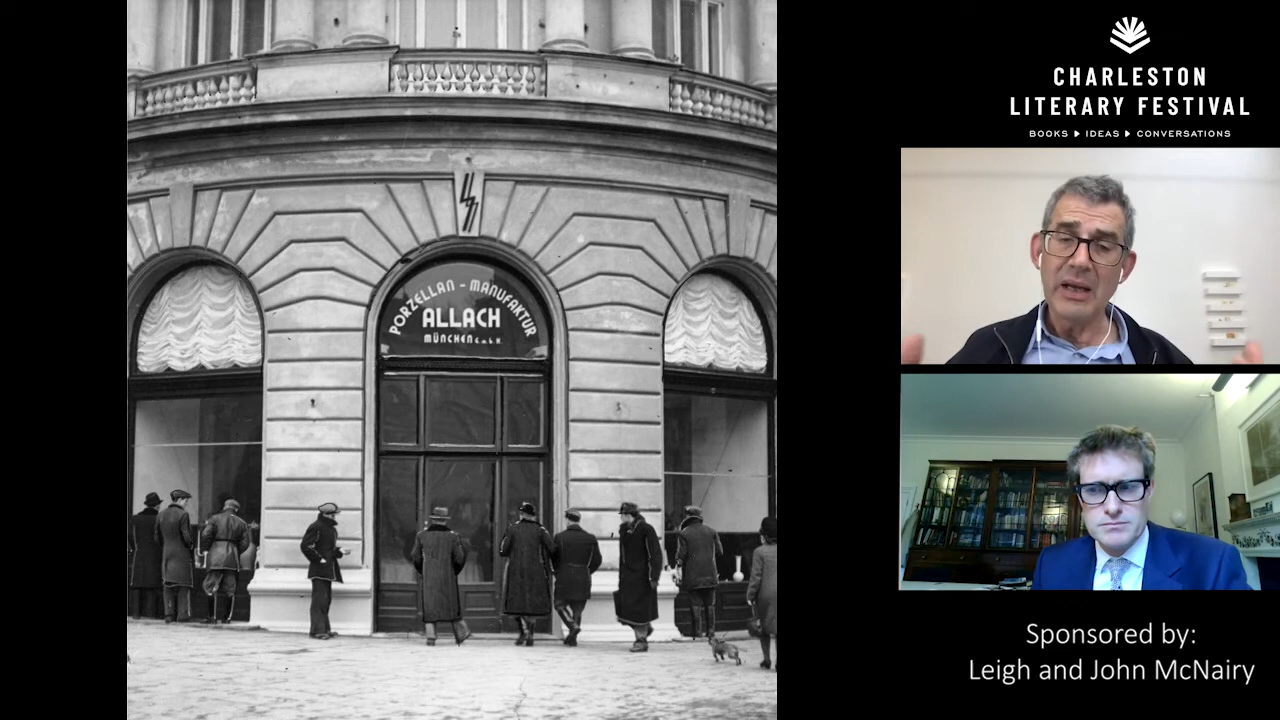 CHARLESTON
LITERARY FESTIVAL
BOOKS ▸ IDEAS ▸ CONVERSATIONS
PORZELLAN - MANUFAKTUR
ALLACH
MÜNCHEN G.m.b.H.
Sponsored by:
Leigh and John McNairy